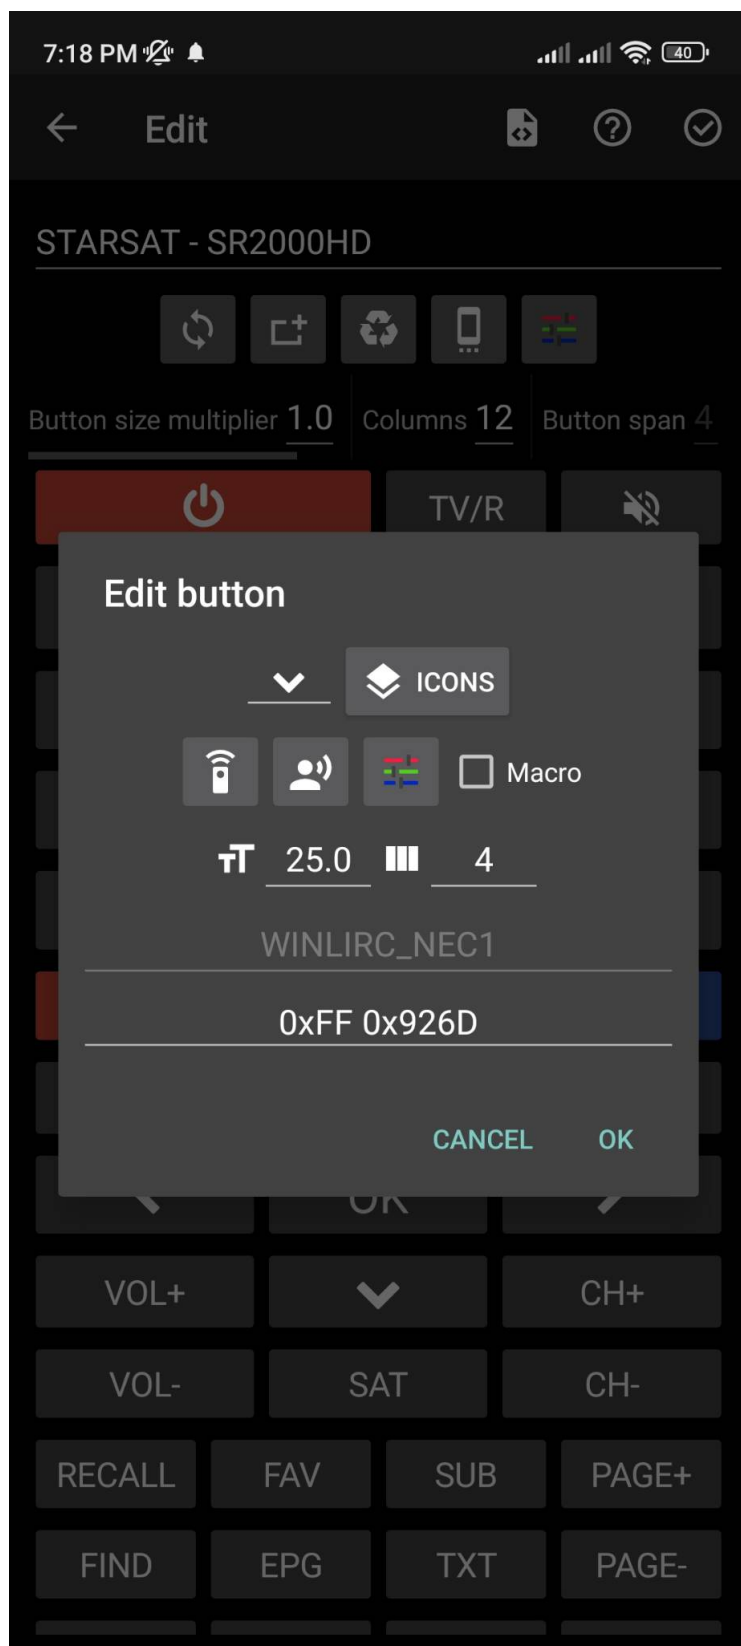 7:18 PM 40
Edit
STARSAT - SR2000HD
Button size multiplier 1.0 Columns 12 Button span 4
TV/R
Edit button
ICONS
Macro
25.0 4
WINLIRC_NEC1
0xFF 0x926D
CANCEL OK
OK
VOL+ CH+
VOL- SAT CH-
RECALL FAV SUB PAGE+
FIND EPG TXT PAGE-